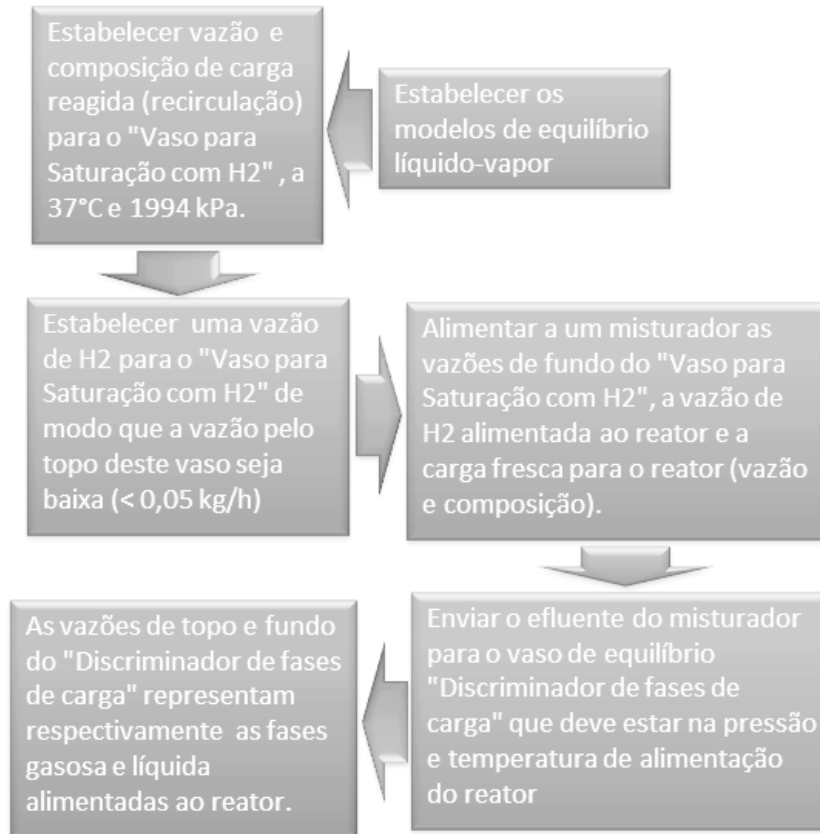 Estabelecer os
modelos de equilíbrio
líquido-vapor
Estabelecer vazão e
composição de carga
reagida (recirculação)
para o "Vaso para
Saturação com H2" , a
37°C e 1994 kPa.
Estabelecer uma vazão
de H2 para o "Vaso para
Saturação com H2" de
modo que a vazão pelo
topo deste vaso seja
baixa (< 0,05 kg/h)
Alimentar a um misturador as
vazões de fundo do "Vaso para
Saturação com H2", a vazão de
H2 alimentada ao reator e a
carga fresca para o reator (vazão
e composição).
Enviar o efluente do misturador
para o vaso de equilíbrio
"Discriminador de fases de
carga" que deve estar na pressão
e temperatura de alimentação
do reator
As vazões de topo e fundo
do "Discriminador de fases
de carga" representam
respectivamente as fases
gasosa e líquida
alimentadas ao reator.